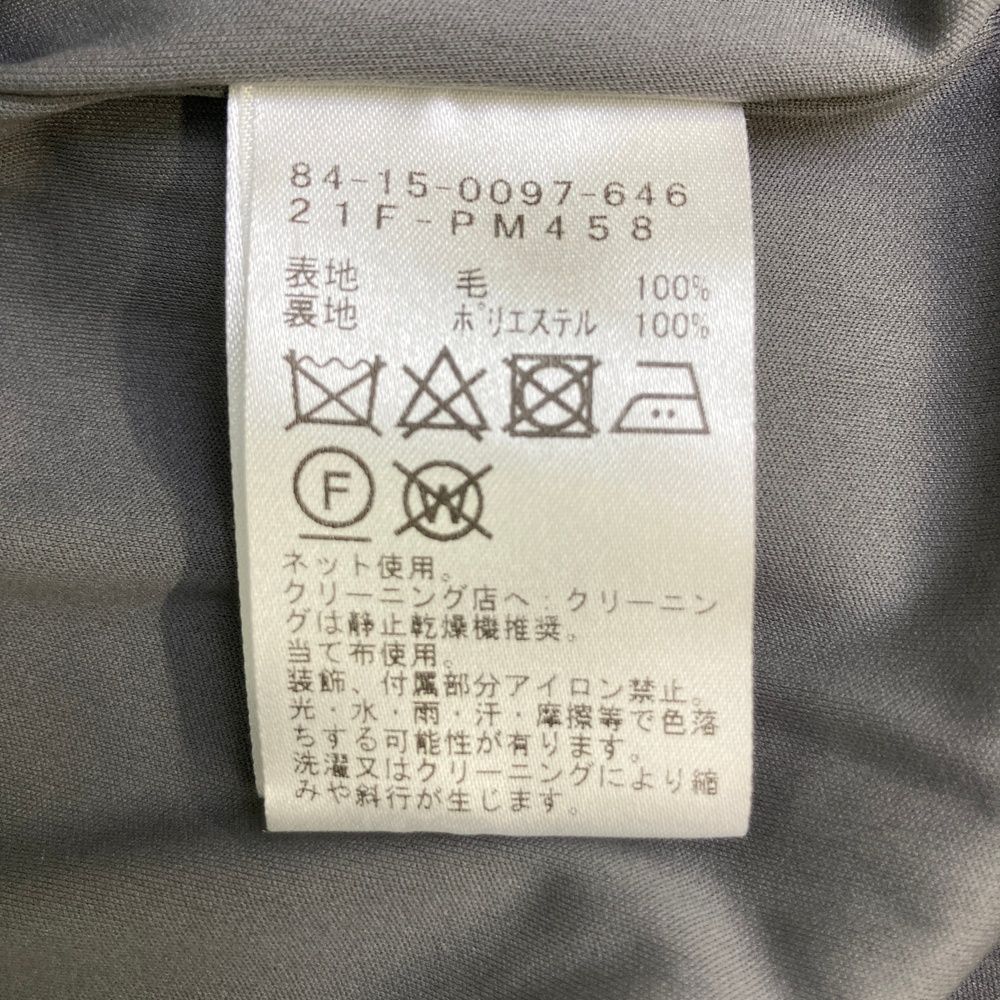 84-15-0097-646
21F-PM458
表地 毛 100%
裏地 ポリエステル 100%
F
W
ネット使用。
クリーニング店へ:クリーニン
グは静止乾燥機推奨。
当て布使用。
装飾、付属部分アイロン禁止。
光・水・雨・汗・摩擦等で色落
ちする可能性が有ります。
洗濯又はクリーニングにより縮
みや斜行が生じます。